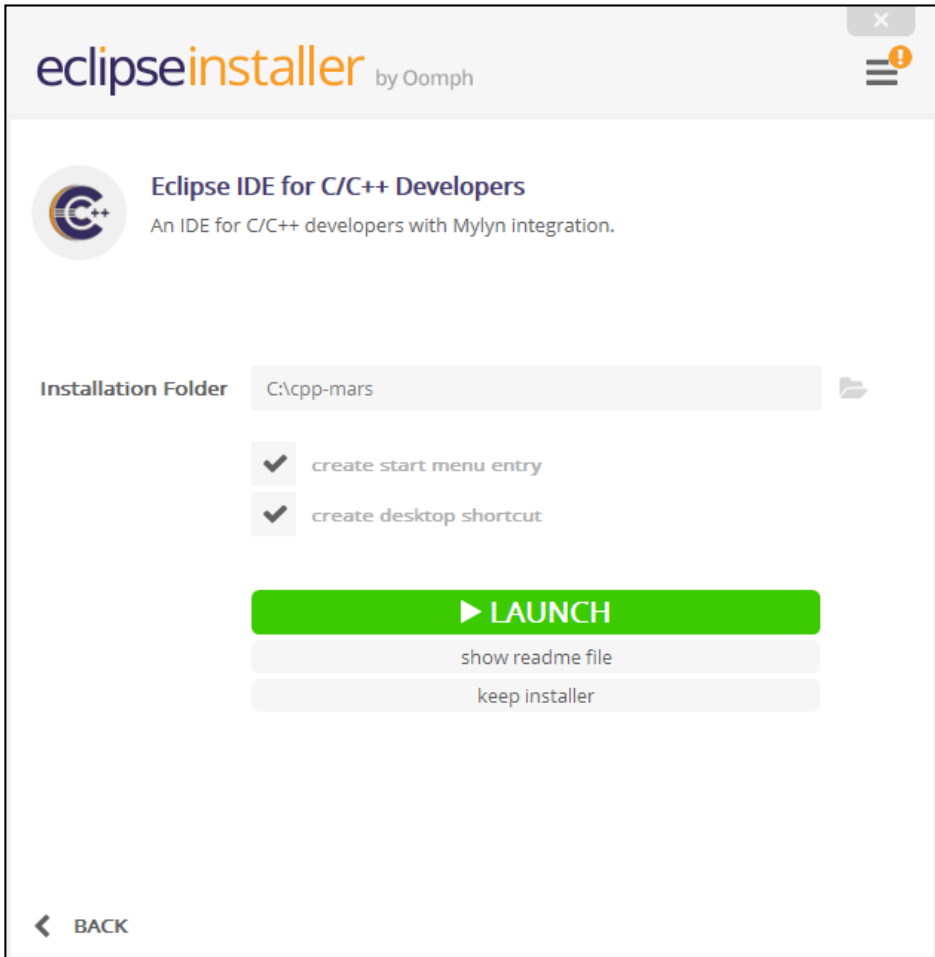 eclipseinstaller by Oomph
Eclipse IDE for C/C++ Developers
An IDE for C/C++ developers with Mylyn integration.
Installation Folder C:\cpp-mars
create start menu entry
create desktop shortcut
LAUNCH
show readme file
keep installer
BACK